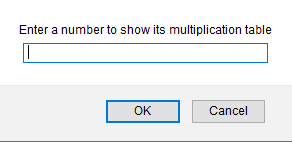 Enter a number to show its multiplication table
OK
Cancel